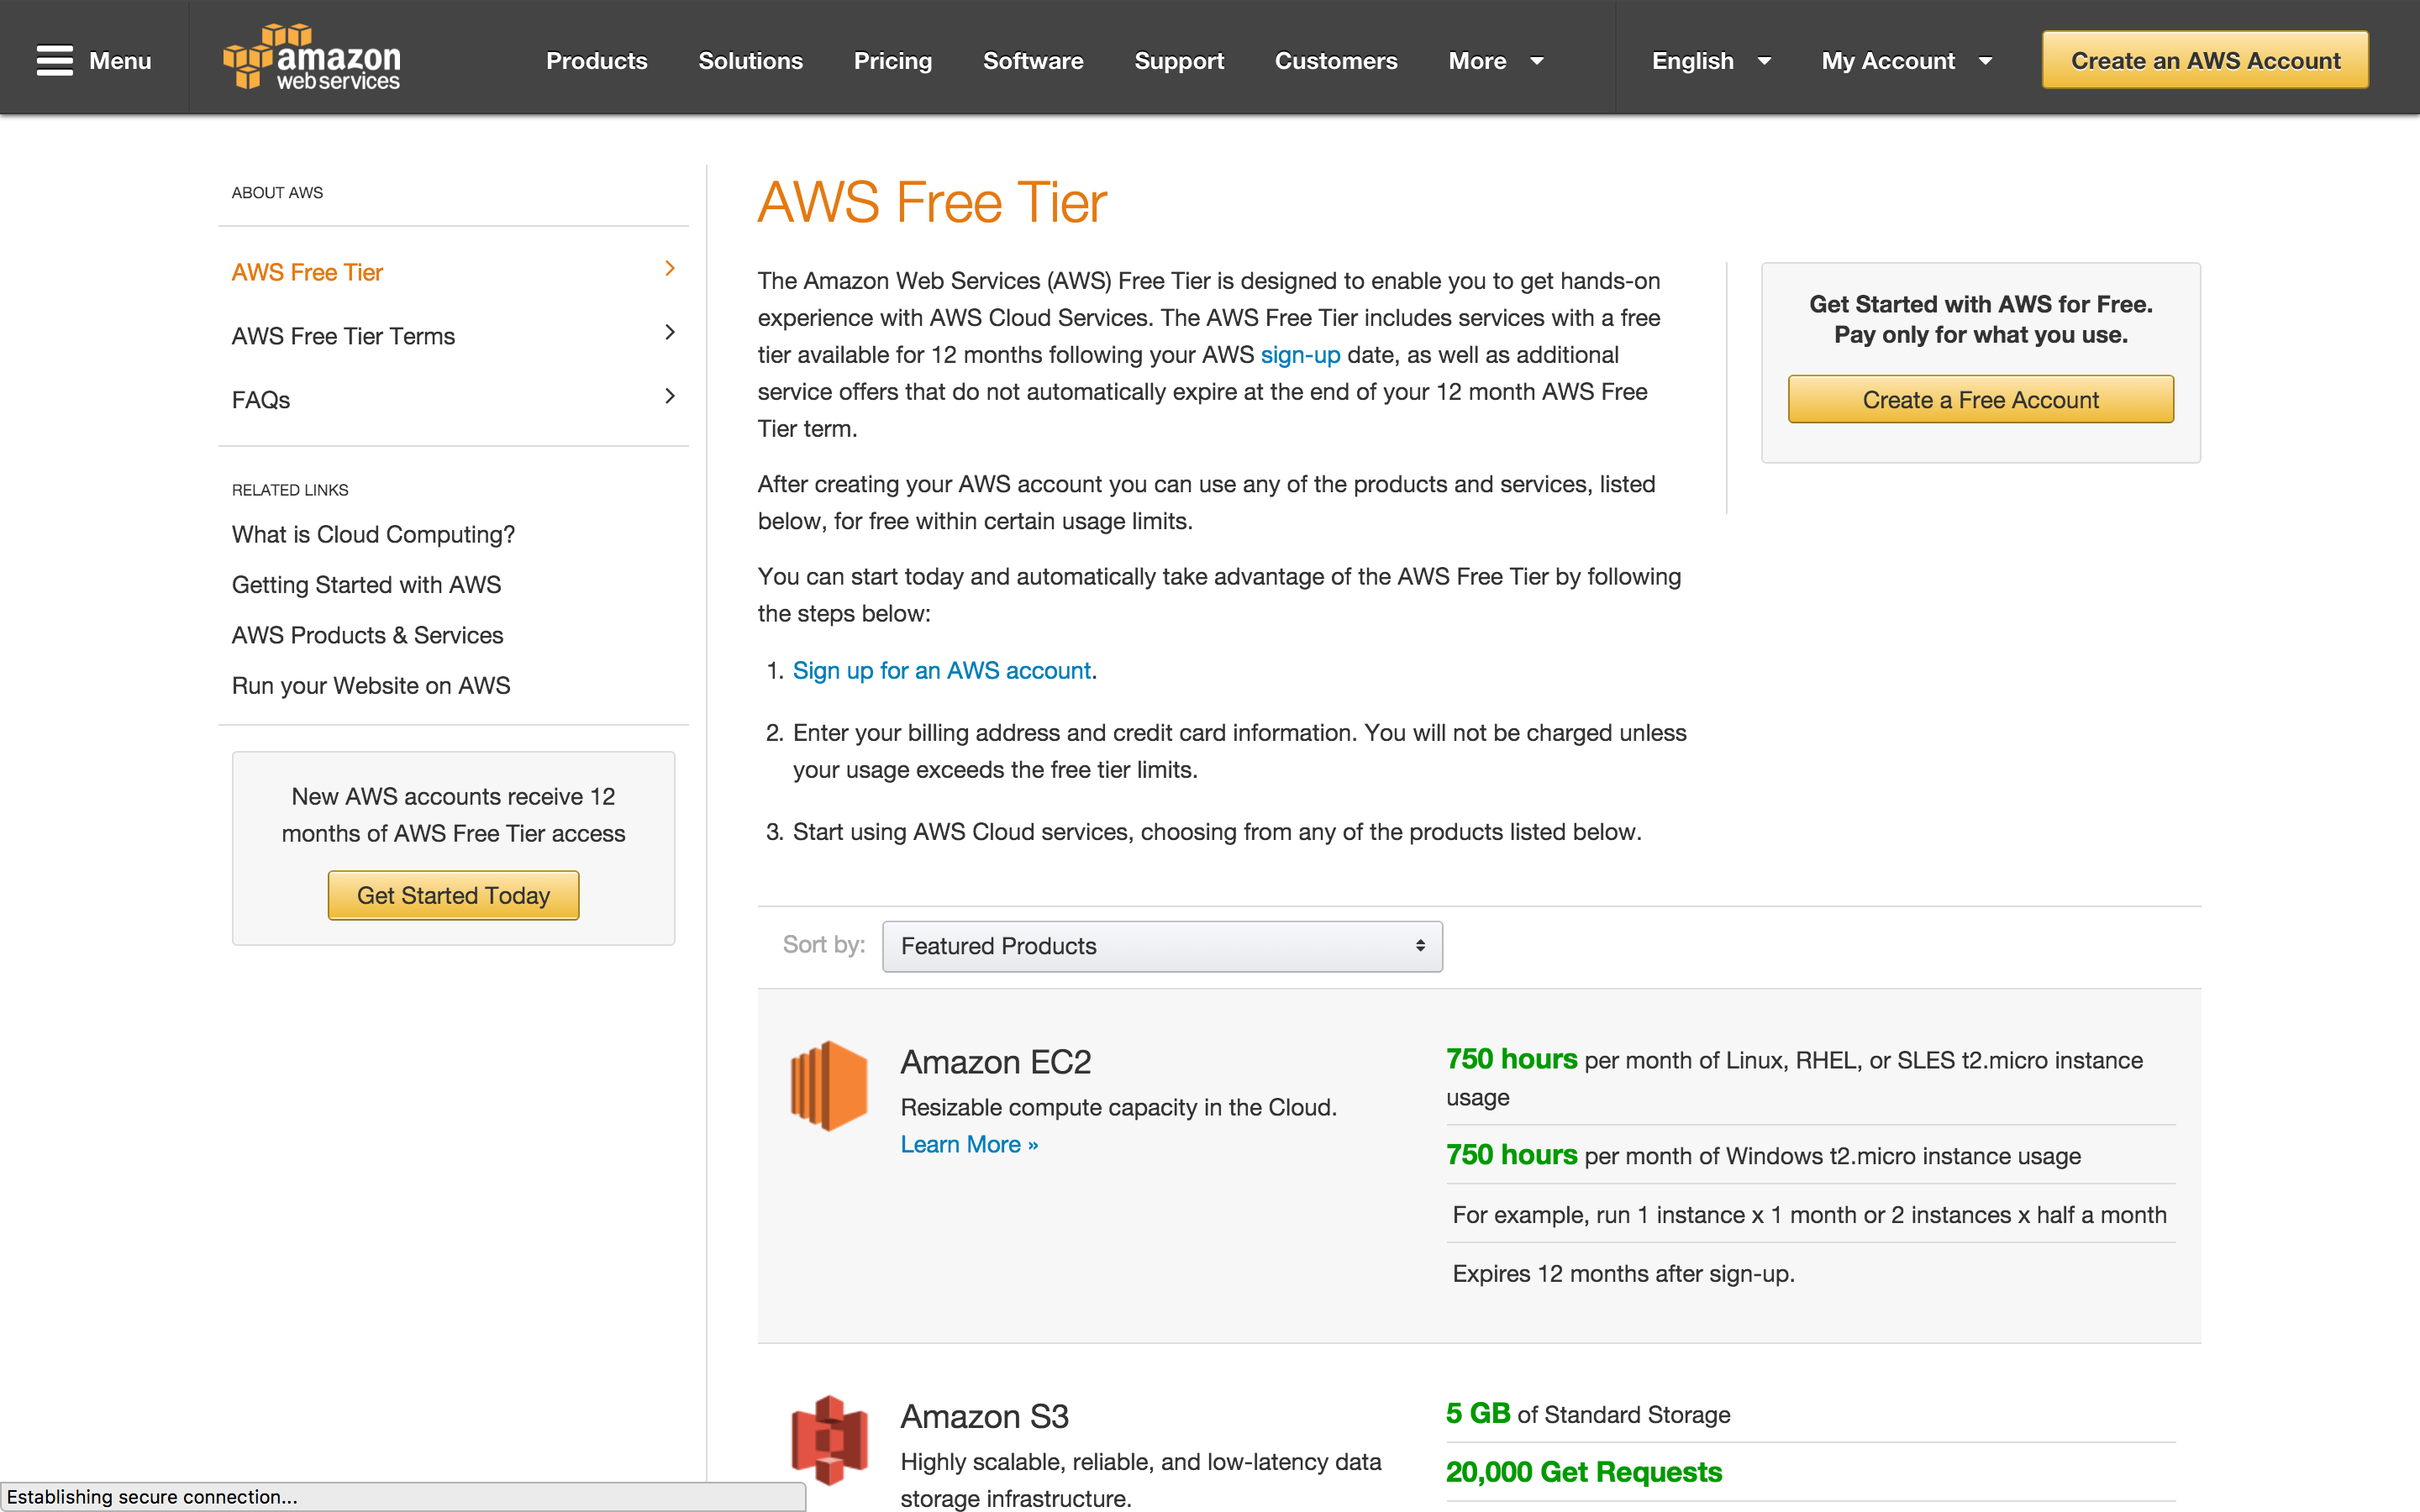 Menu
amazon
web services
Products
Solutions
Pricing
Software
Support
Customers
More
English
My Account
Create an AWS Account
ABOUT AWS
AWS Free Tier
AWS Free Tier Terms
FAQs
RELATED LINKS
What is Cloud Computing?
Getting Started with AWS
AWS Products & Services
Run your Website on AWS
New AWS accounts receive 12
months of AWS Free Tier access
Get Started Today
AWS Free Tier
The Amazon Web Services (AWS) Free Tier is designed to enable you to get hands-on
experience with AWS Cloud Services. The AWS Free Tier includes services with a free
tier available for 12 months following your AWS sign-up date, as well as additional
service offers that do not automatically expire at the end of your 12 month AWS Free
Tier term.
After creating your AWS account you can use any of the products and services, listed
below, for free within certain usage limits.
You can start today and automatically take advantage of the AWS Free Tier by following
the steps below:
1. Sign up for an AWS account.
2. Enter your billing address and credit card information. You will not be charged unless
your usage exceeds the free tier limits.
3. Start using AWS Cloud services, choosing from any of the products listed below.
Get Started with AWS for Free.
Pay only for what you use.
Create a Free Account
Sort by:
Featured Products
Amazon EC2
Resizable compute capacity in the Cloud.
Learn More »
750 hours per month of Linux, RHEL, or SLES t2.micro instance
usage
750 hours per month of Windows t2.micro instance usage
For example, run 1 instance x 1 month or 2 instances x half a month
Expires 12 months after sign-up.
Amazon S3
Highly scalable, reliable, and low-latency data
storage infrastructure.
5 GB of Standard Storage
20,000 Get Requests
Establishing secure connection...